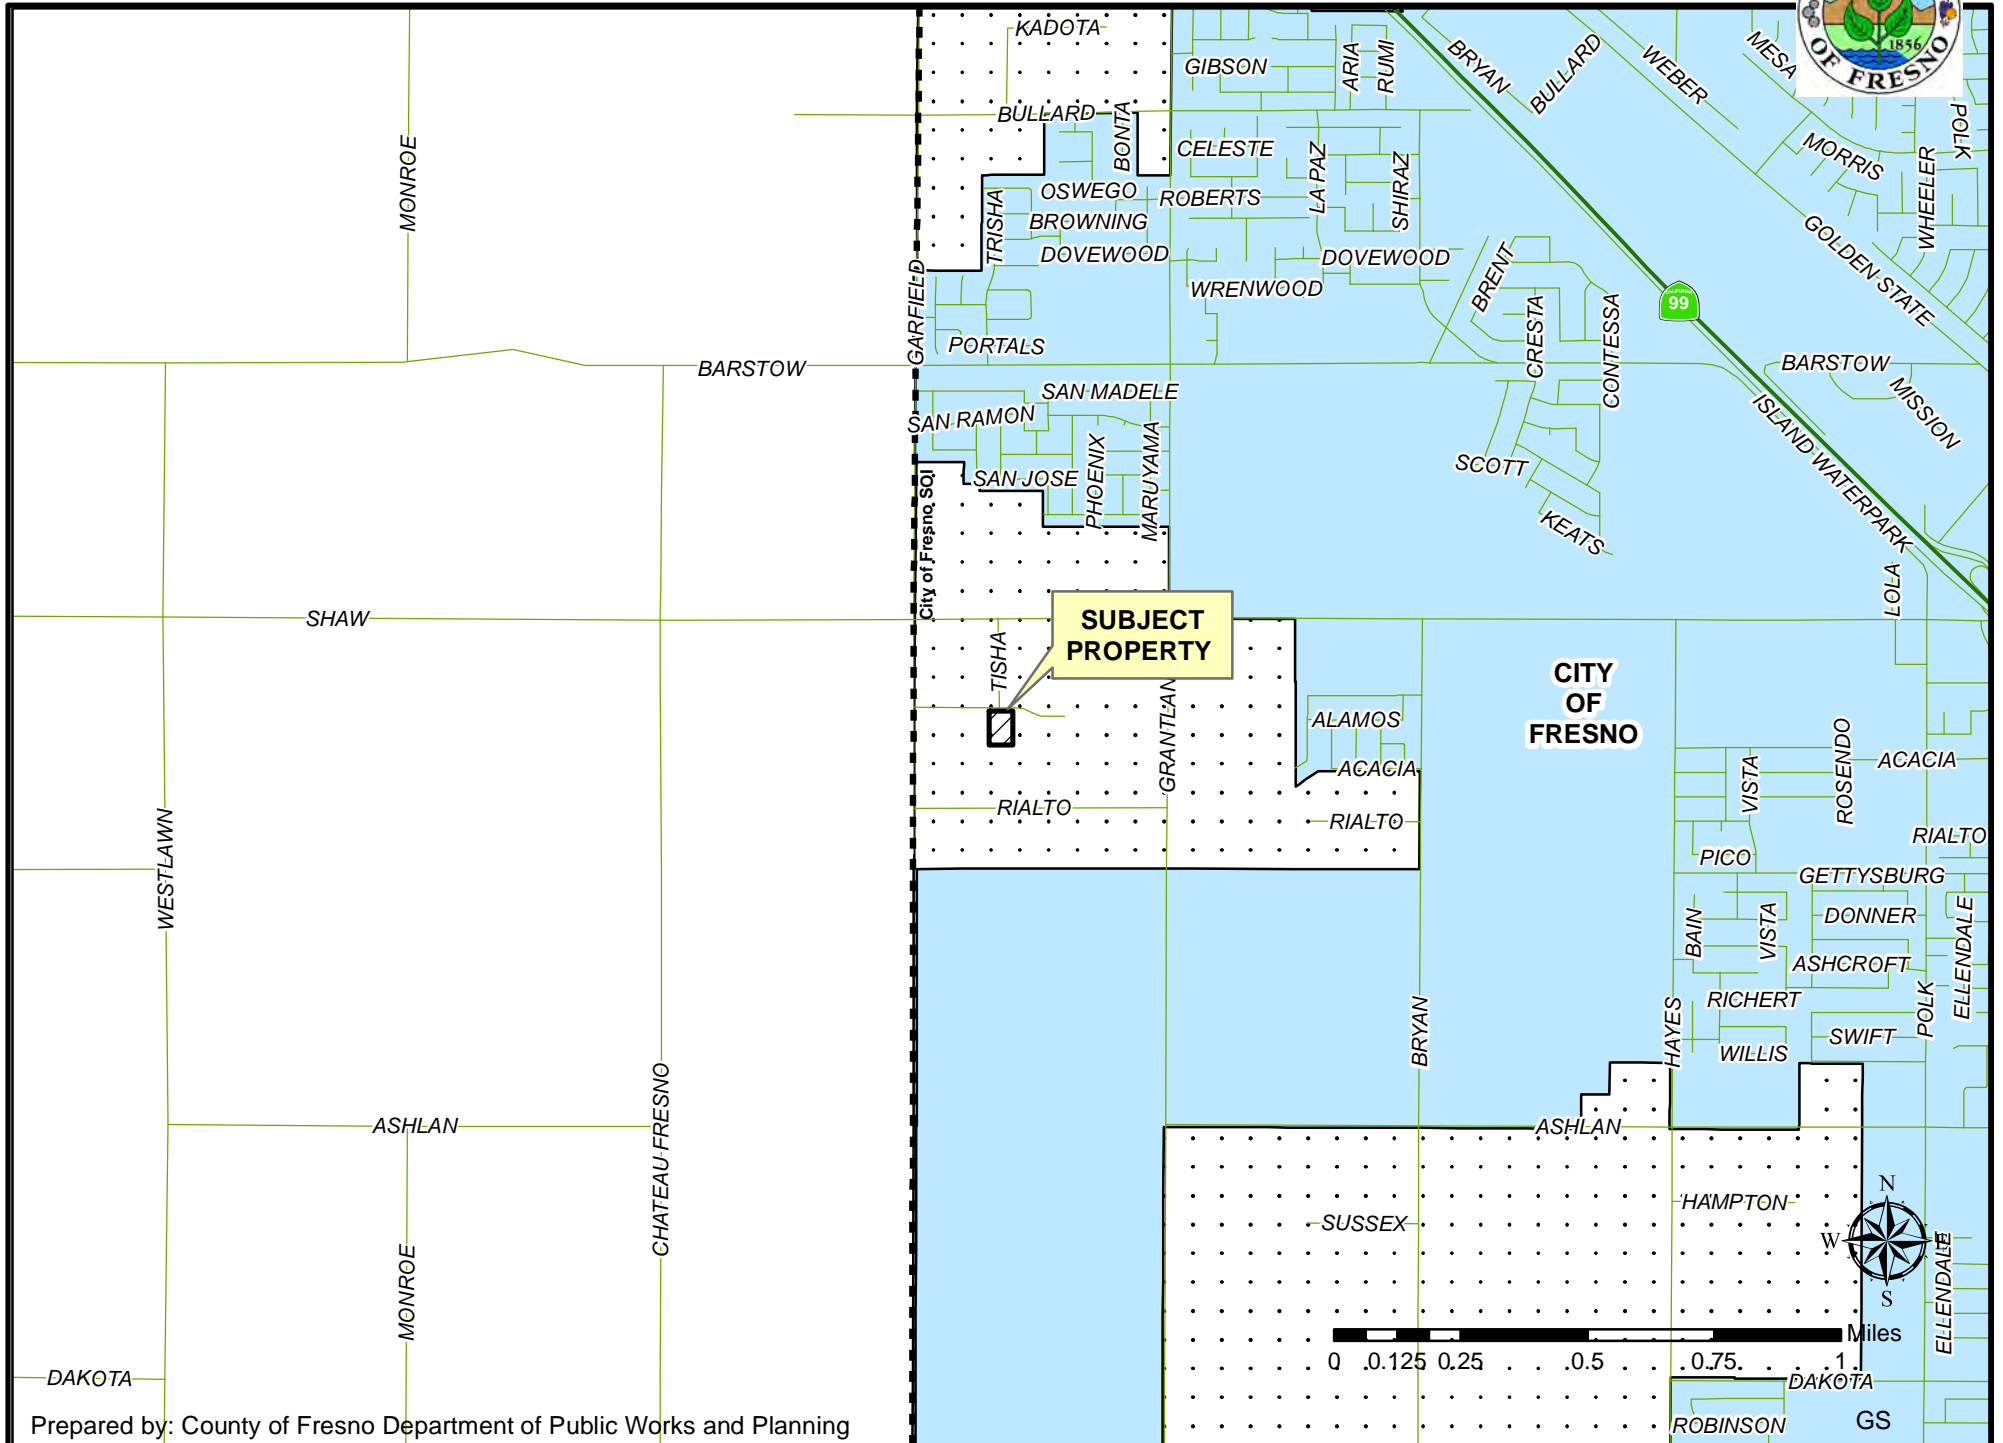 KADOTA
GIBSON
ARIA
RUMI
BRYAN
BULLARD
WEBER
MESA
1856
OF FRESNO
POLK
MONROE
BULLARD
BONTA
CELESTE
LA PAZ
SHIRAZ
MORRIS
WHEELER
OSWEGO
ROBERTS
TRISHA
BROWNING
DOVEWOOD
DOVEWOOD
WRENWOOD
BRENT
GOLDEN STATE
CALIFORNIA
99
GARFIELD
PORTALS
CRESTA
CONTESSA
BARSTOW
BARSTOW
MISSION
SAN MADELE
SAN RAMON
PHOENIX
MARUYAMA
SAN JOSE
SCOTT
KEATS
ISLAND WATERPARK
City of Fresno SOI
LOLA
SHAW
SUBJECT
PROPERTY
TISHA
CITY
OF
FRESNO
GRANTLAN
ALAMOS
ACACIA
VISTA
ROSENDO
ACACIA
RIALTO
RIALTO
RIALTO
WESTLAWN
PICO
GETTYSBURG
BAIN
VISTA
DONNER
ELLENDALE
ASHCROFT
RICHERT
POLK
BRYAN
HAYES
WILLIS
SWIFT
CHATEAU FRESNO
ASHLAN
ASHLAN
MONROE
SUSSEX
HAMPTON
N
W
E
S
ELLENDALE
Miles
0 0.125 0.25 0.5 0.75 1
DAKOTA
DAKOTA
ROBINSON
GS
Prepared by: County of Fresno Department of Public Works and Planning